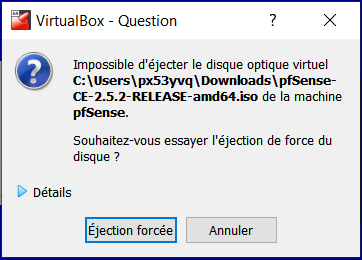 VirtualBox - Question
Impossible d'éjecter le disque optique virtuel
C:\Users\px53yvq\Downloads\pfSense-
CE-2.5.2-RELEASE-amd64.iso de la machine
pfSense.
Souhaitez-vous essayer l'éjection de force du
disque ?
Détails
Éjection forcée
Annuler